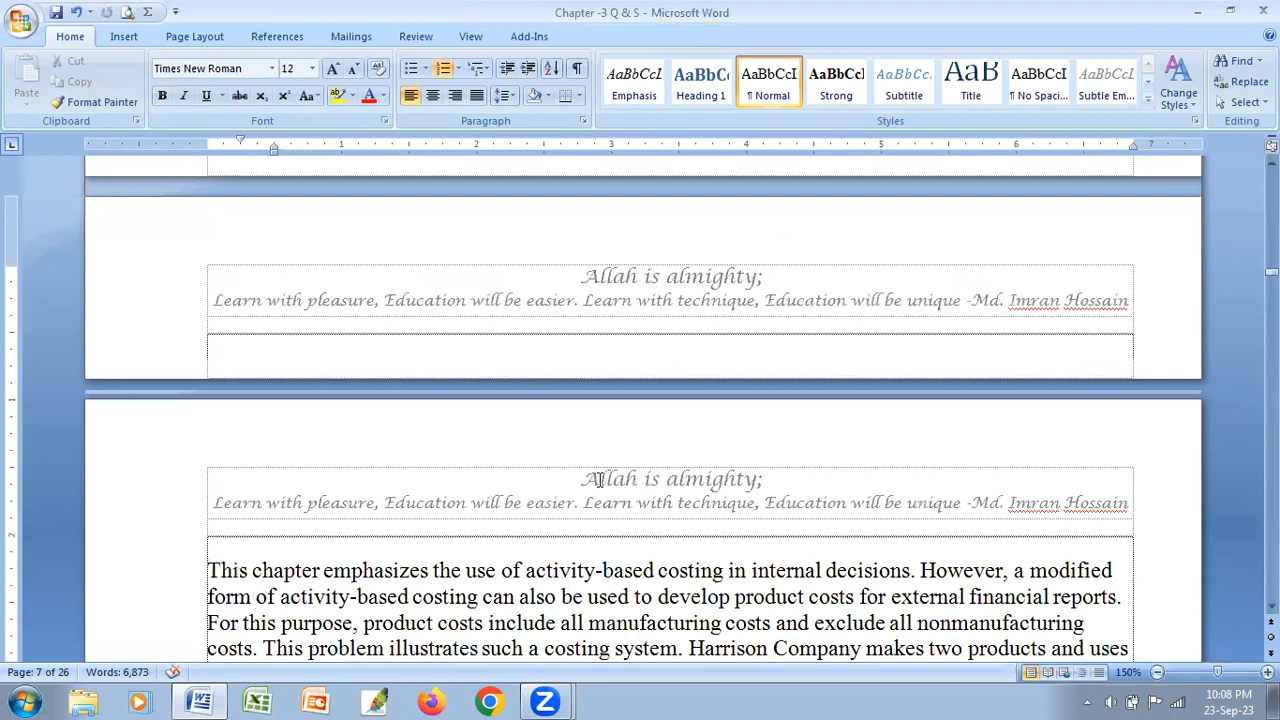 Chapter -3 Q & S - Microsoft Word
Home Insert Page Layout References Mailings Review View Add-Ins
Paste Cut Copy Format Painter Clipboard
Times New Roman 12 Font
Paragraph
AaBbCcI Emphasis
AaBbC Heading 1
AaBbCcI ¶ Normal
AaBbCcl Strong
AaBbCc. Subtitle
AaB Title
AaBbCcI ¶ No Spaci...
AaBbCcI Subtle Em...
Change Styles Styles
Find Replace Select Editing
1 2 3 4 5 6 7
Allah is almighty;
Learn with pleasure, Education will be easier. Learn with technique, Education will be unique -Md. Imran Hossain
Allah is almighty;
Learn with pleasure, Education will be easier. Learn with technique, Education will be unique -Md. Imran Hossain
This chapter emphasizes the use of activity-based costing in internal decisions. However, a modified
form of activity-based costing can also be used to develop product costs for external financial reports.
For this purpose, product costs include all manufacturing costs and exclude all nonmanufacturing
costs. This problem illustrates such a costing system. Harrison Company makes two products and uses
Page: 7 of 26 Words: 6,873 150%
10:08 PM
23-Sep-23